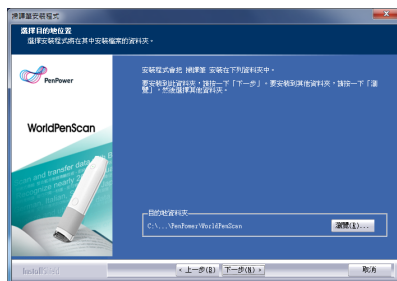 掃譯筆安裝程式
選擇目的地位置
選擇安裝程式將在其中安裝檔案的資料夾。
PenPower
WorldPenScan
安裝程式會把 掃譯筆 安裝在下列資料夾中。
要安裝到此資料夾，請按一下「下一步」。要安裝到其他資料夾，請按一下「瀏
覽」，然後選擇其他資料夾。
can and transfer data
目的地資料夾
C:\...\PenPower\WorldPenScan
瀏覽(R)...
InstallShield
< 上一步(B)
下一步(N) >
取消